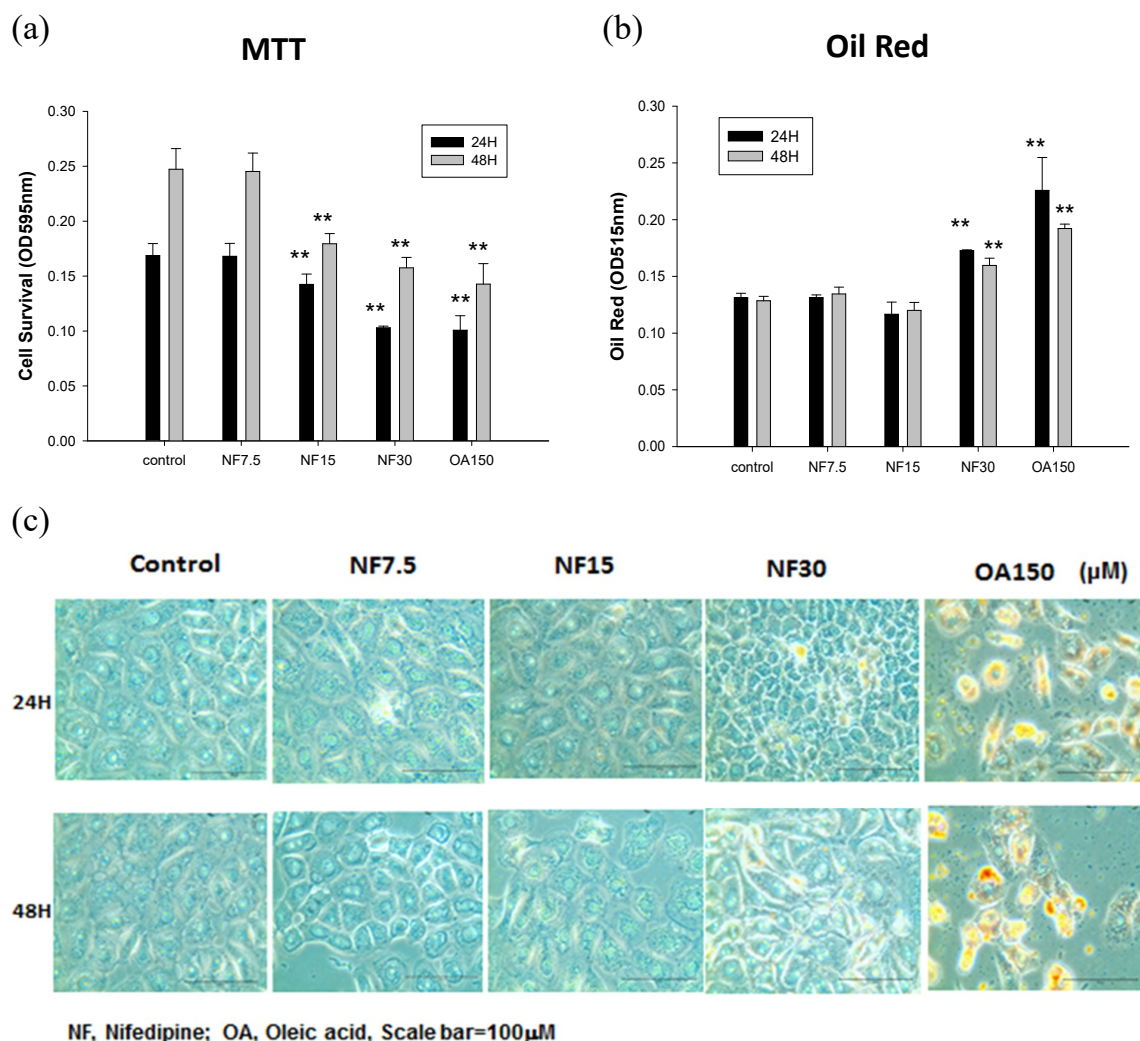 (a)
MTT
Cell Survival (OD595nm)
0.30
0.25
0.20
0.15
0.10
0.05
0.00
24H
48H
** ** ** ** ** **
control NF7.5 NF15 NF30 OA150
(b)
Oil Red
Oil Red (OD515nm)
0.30
0.25
0.20
0.15
0.10
0.05
0.00
24H
48H
** ** ** **
control NF7.5 NF15 NF30 OA150
(c)
Control NF7.5 NF15 NF30 OA150 (μM)
24H
48H
NF, Nifedipine; OA, Oleic acid, Scale bar=100μM